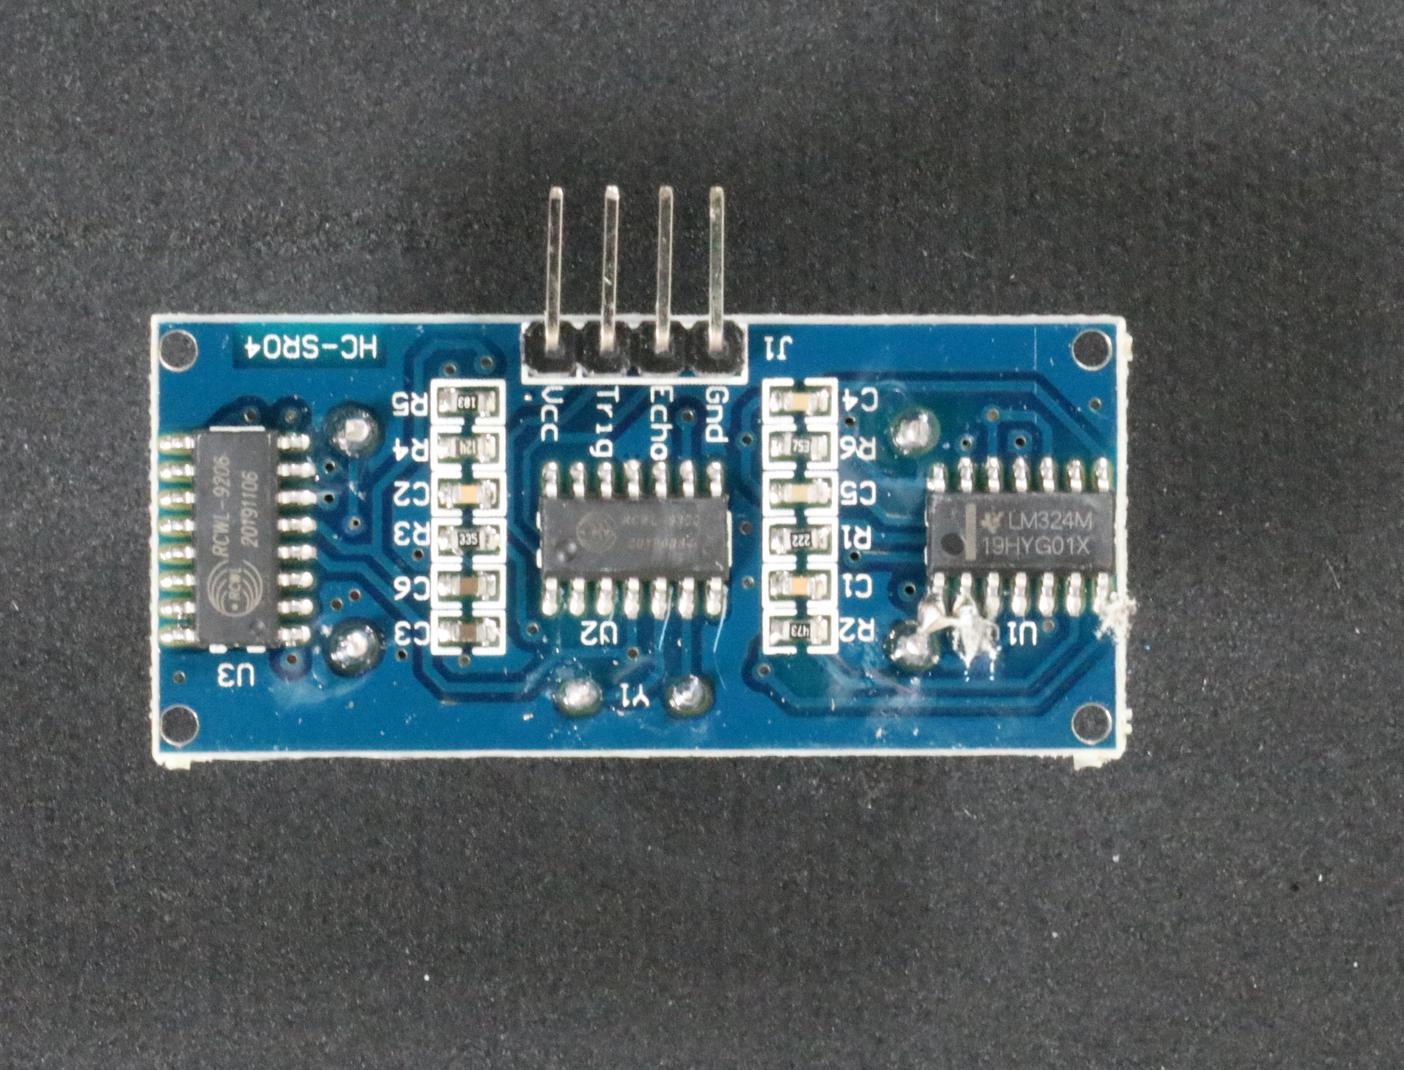 HC-SR04
J1
Vcc
Trig
Echo
Gnd
R5
103
R4
C2
R3
335
C6
C3
C4
R6
C5
R1
222
C1
R2
473
RCWL-9206
20191106
RCWL
U3
U2
Y1
LM324M
19HYG01X
U1